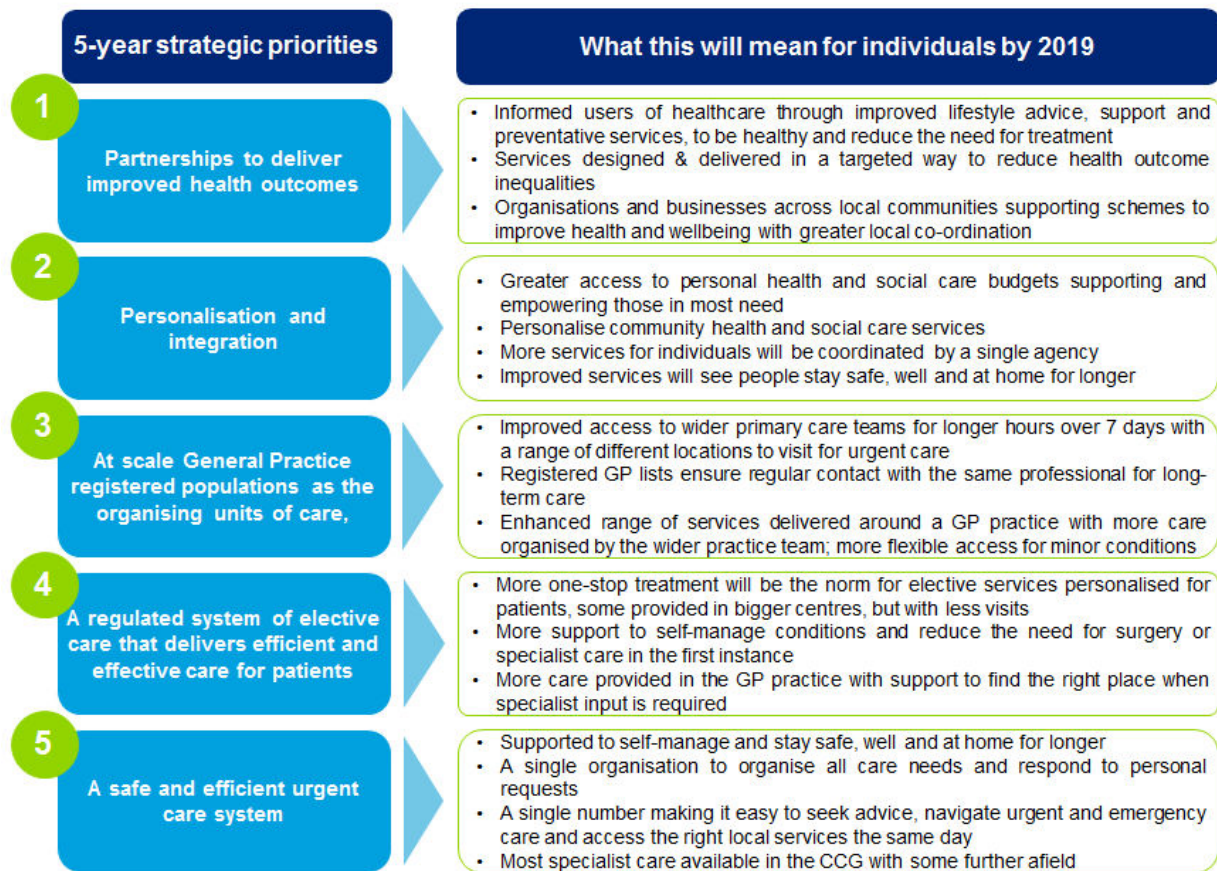 5-year strategic priorities
What this will mean for individuals by 2019
1
Partnerships to deliver
improved health outcomes
• Informed users of healthcare through improved lifestyle advice, support and
preventative services, to be healthy and reduce the need for treatment
• Services designed & delivered in a targeted way to reduce health outcome
inequalities
• Organisations and businesses across local communities supporting schemes to
improve health and wellbeing with greater local co-ordination
2
Personalisation and
integration
• Greater access to personal health and social care budgets supporting and
empowering those in most need
• Personalise community health and social care services
• More services for individuals will be coordinated by a single agency
• Improved services will see people stay safe, well and at home for longer
3
At scale General Practice
registered populations as the
organising units of care,
• Improved access to wider primary care teams for longer hours over 7 days with
a range of different locations to visit for urgent care
• Registered GP lists ensure regular contact with the same professional for long-
term care
• Enhanced range of services delivered around a GP practice with more care
organised by the wider practice team; more flexible access for minor conditions
4
A regulated system of elective
care that delivers efficient and
effective care for patients
• More one-stop treatment will be the norm for elective services personalised for
patients, some provided in bigger centres, but with less visits
• More support to self-manage conditions and reduce the need for surgery or
specialist care in the first instance
• More care provided in the GP practice with support to find the right place when
specialist input is required
5
A safe and efficient urgent
care system
• Supported to self-manage and stay safe, well and at home for longer
• A single organisation to organise all care needs and respond to personal
requests
• A single number making it easy to seek advice, navigate urgent and emergency
care and access the right local services the same day
• Most specialist care available in the CCG with some further afield